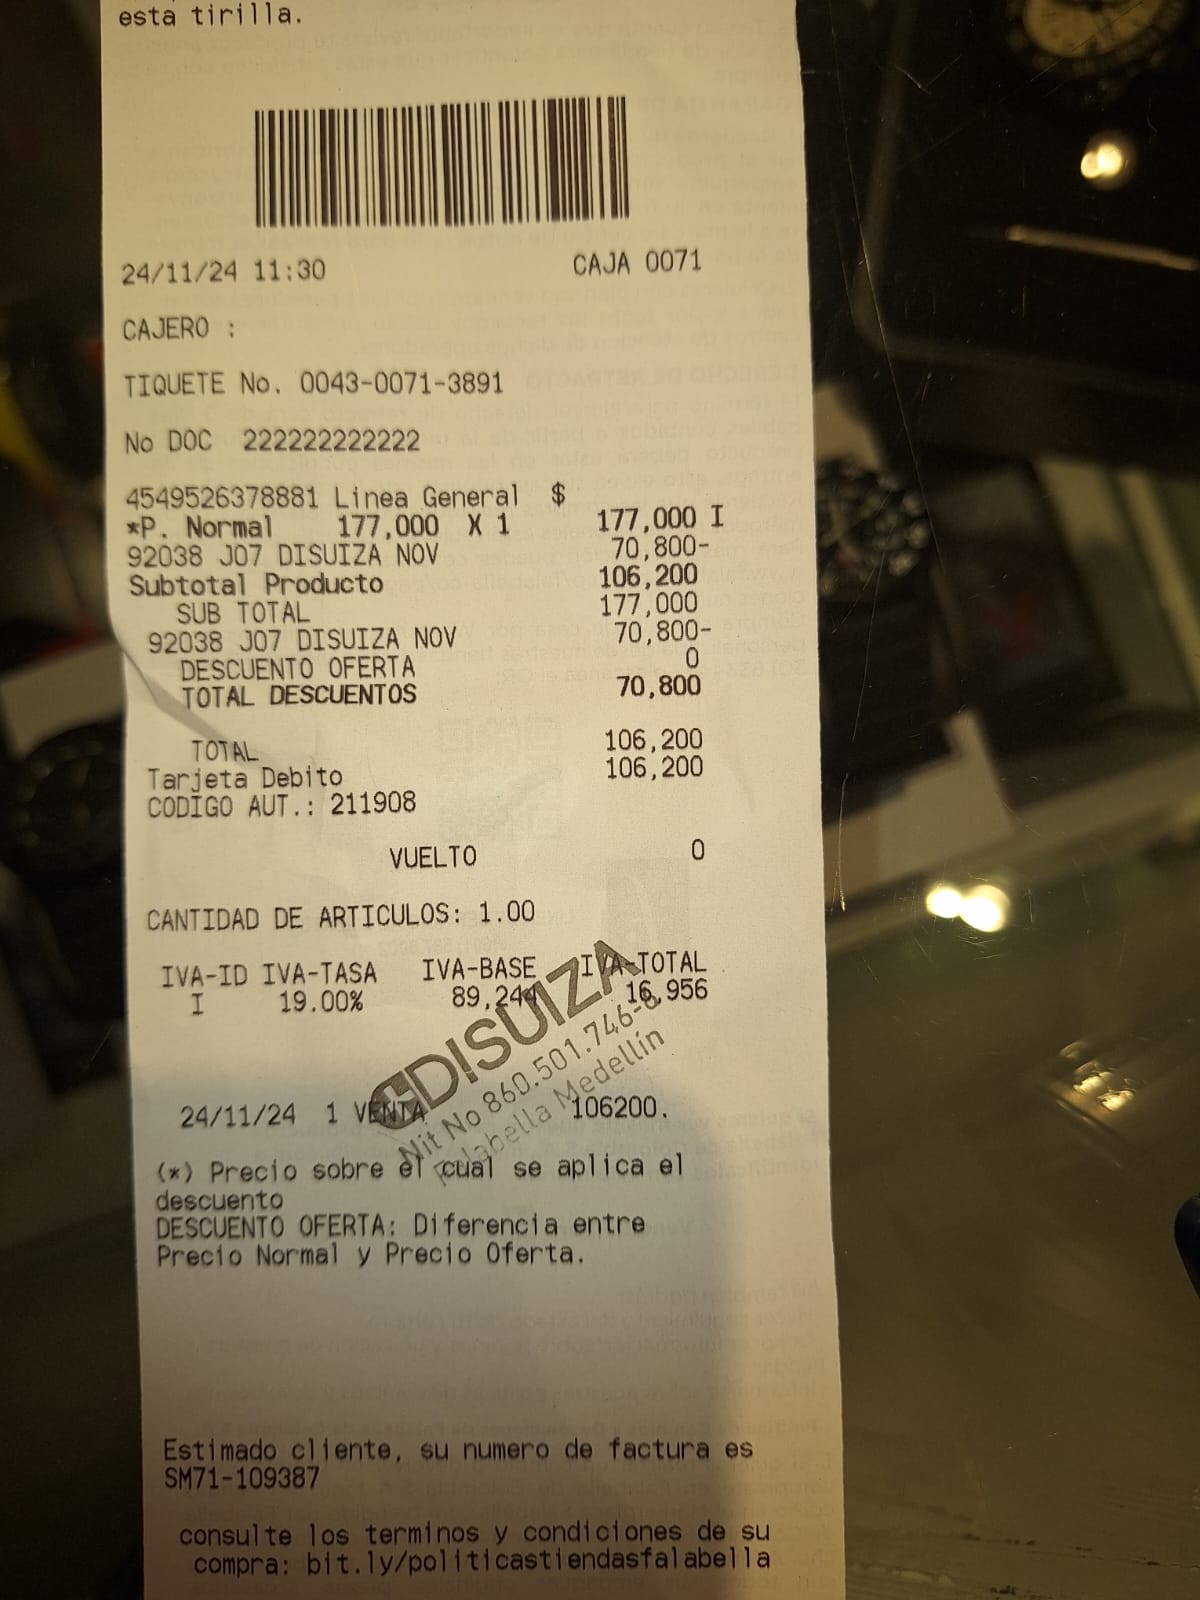 esta tirilla.
24/11/24 11:30 CAJA 0071
CAJERO :
TIQUETE No. 0043-0071-3891
No DOC 222222222222
4549526378881 Linea General $
*P. Normal 177,000 X 1 177,000 I
92038 J07 DISUIZA NOV 70,800-
Subtotal Producto 106,200
SUB TOTAL 177,000
92038 J07 DISUIZA NOV 70,800-
DESCUENTO OFERTA 0
TOTAL DESCUENTOS 70,800
TOTAL 106,200
Tarjeta Debito 106,200
CODIGO AUT.: 211908
VUELTO 0
CANTIDAD DE ARTICULOS: 1.00
IVA-ID IVA-TASA IVA-BASE IVA-TOTAL
I 19.00% 89,244 16,956
DISUIZA
Nit No 860.501.746-8
Falabella Medellín
24/11/24 1 VENTA 106200.
(*) Precio sobre el cual se aplica el
descuento
DESCUENTO OFERTA: Diferencia entre
Precio Normal y Precio Oferta.
Estimado cliente, su numero de factura es
SM71-109387
consulte los terminos y condiciones de su
compra: bit.ly/politicastiendasfalabella